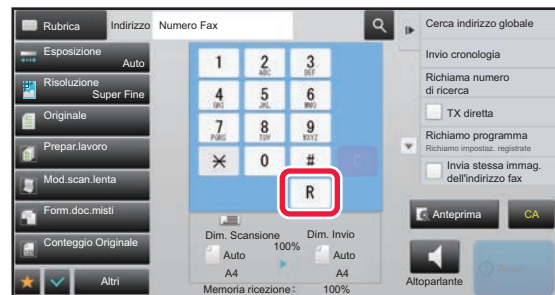 Rubrica
Indirizzo
Numero Fax
Esposizione
Auto
Risoluzione
Super Fine
Originale
Prepar.lavoro
Mod.scan.lenta
Form.doc.misti
Conteggio Originale
Altri
1
2
ABC
3
DEF
4
GHI
5
JKL
6
MNO
7
PQRS
8
TUV
9
WXYZ
0
#
C
R
Dim. Scansione
100%
Dim. Invio
Auto
A4
Auto
A4
Memoria ricezione: 100%
Cerca indirizzo globale
Invio cronologia
Richiama numero
di ricerca
TX diretta
Richiamo programma
Richiamo impostaz. registrate
Invia stessa immag.
dell'indirizzo fax
Anteprima
CA
Altoparlante
Avvio